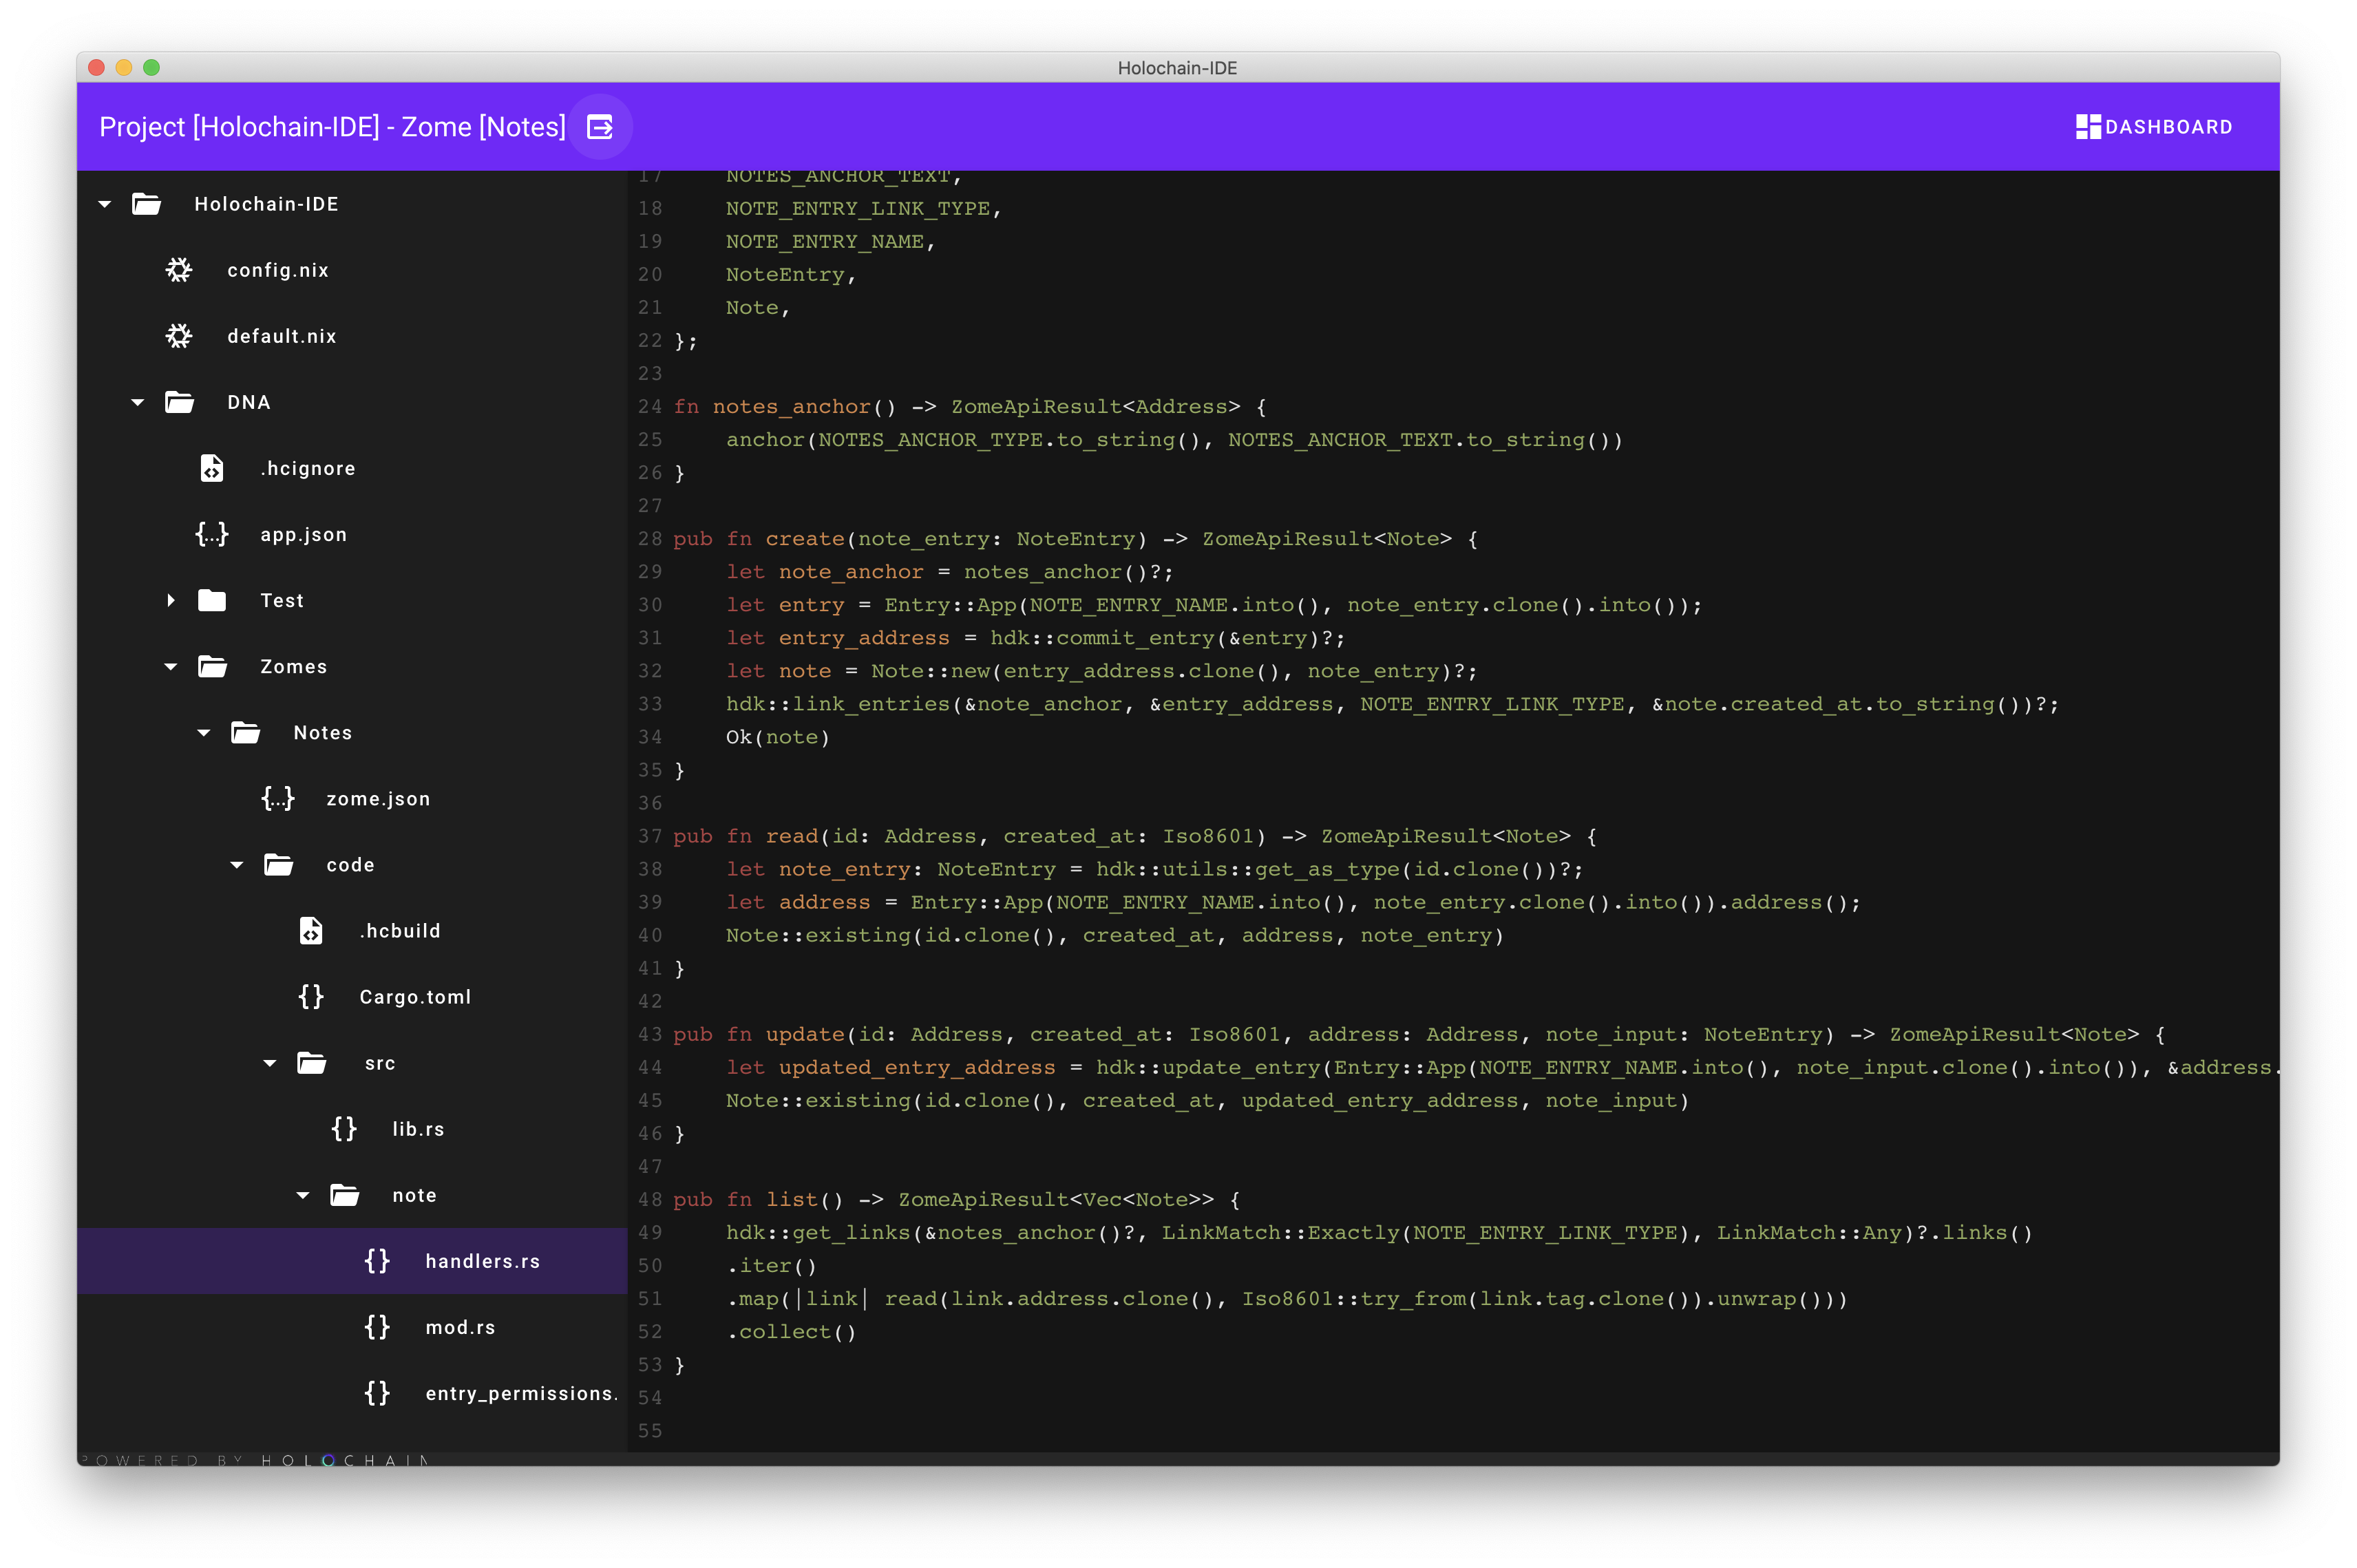 Holochain-IDE
Project [Holochain-IDE] - Zome [Notes]
DASHBOARD
Holochain-IDE
config.nix
default.nix
DNA
.hcignore
{...} app.json
Test
Zomes
Notes
{...} zome.json
code
.hcbuild
{} Cargo.toml
src
{} lib.rs
note
{} handlers.rs
{} mod.rs
{} entry_permissions.
17     NOTES_ANCHOR_TEXT,
18     NOTE_ENTRY_LINK_TYPE,
19     NOTE_ENTRY_NAME,
20     NoteEntry,
21     Note,
22 };
23
24 fn notes_anchor() -> ZomeApiResult<Address> {
25     anchor(NOTES_ANCHOR_TYPE.to_string(), NOTES_ANCHOR_TEXT.to_string())
26 }
27
28 pub fn create(note_entry: NoteEntry) -> ZomeApiResult<Note> {
29     let note_anchor = notes_anchor()?;
30     let entry = Entry::App(NOTE_ENTRY_NAME.into(), note_entry.clone().into());
31     let entry_address = hdk::commit_entry(&entry)?;
32     let note = Note::new(entry_address.clone(), note_entry)?;
33     hdk::link_entries(&note_anchor, &entry_address, NOTE_ENTRY_LINK_TYPE, &note.created_at.to_string())?;
34     Ok(note)
35 }
36
37 pub fn read(id: Address, created_at: Iso8601) -> ZomeApiResult<Note> {
38     let note_entry: NoteEntry = hdk::utils::get_as_type(id.clone())?;
39     let address = Entry::App(NOTE_ENTRY_NAME.into(), note_entry.clone().into()).address();
40     Note::existing(id.clone(), created_at, address, note_entry)
41 }
42
43 pub fn update(id: Address, created_at: Iso8601, address: Address, note_input: NoteEntry) -> ZomeApiResult<Note> {
44     let updated_entry_address = hdk::update_entry(Entry::App(NOTE_ENTRY_NAME.into(), note_input.clone().into()), &address.
45     Note::existing(id.clone(), created_at, updated_entry_address, note_input)
46 }
47
48 pub fn list() -> ZomeApiResult<Vec<Note>> {
49     hdk::get_links(&notes_anchor()?, LinkMatch::Exactly(NOTE_ENTRY_LINK_TYPE), LinkMatch::Any)?.links()
50     .iter()
51     .map(|link| read(link.address.clone(), Iso8601::try_from(link.tag.clone()).unwrap()))
52     .collect()
53 }
54
55
POWERED BY HOLOCHAIN